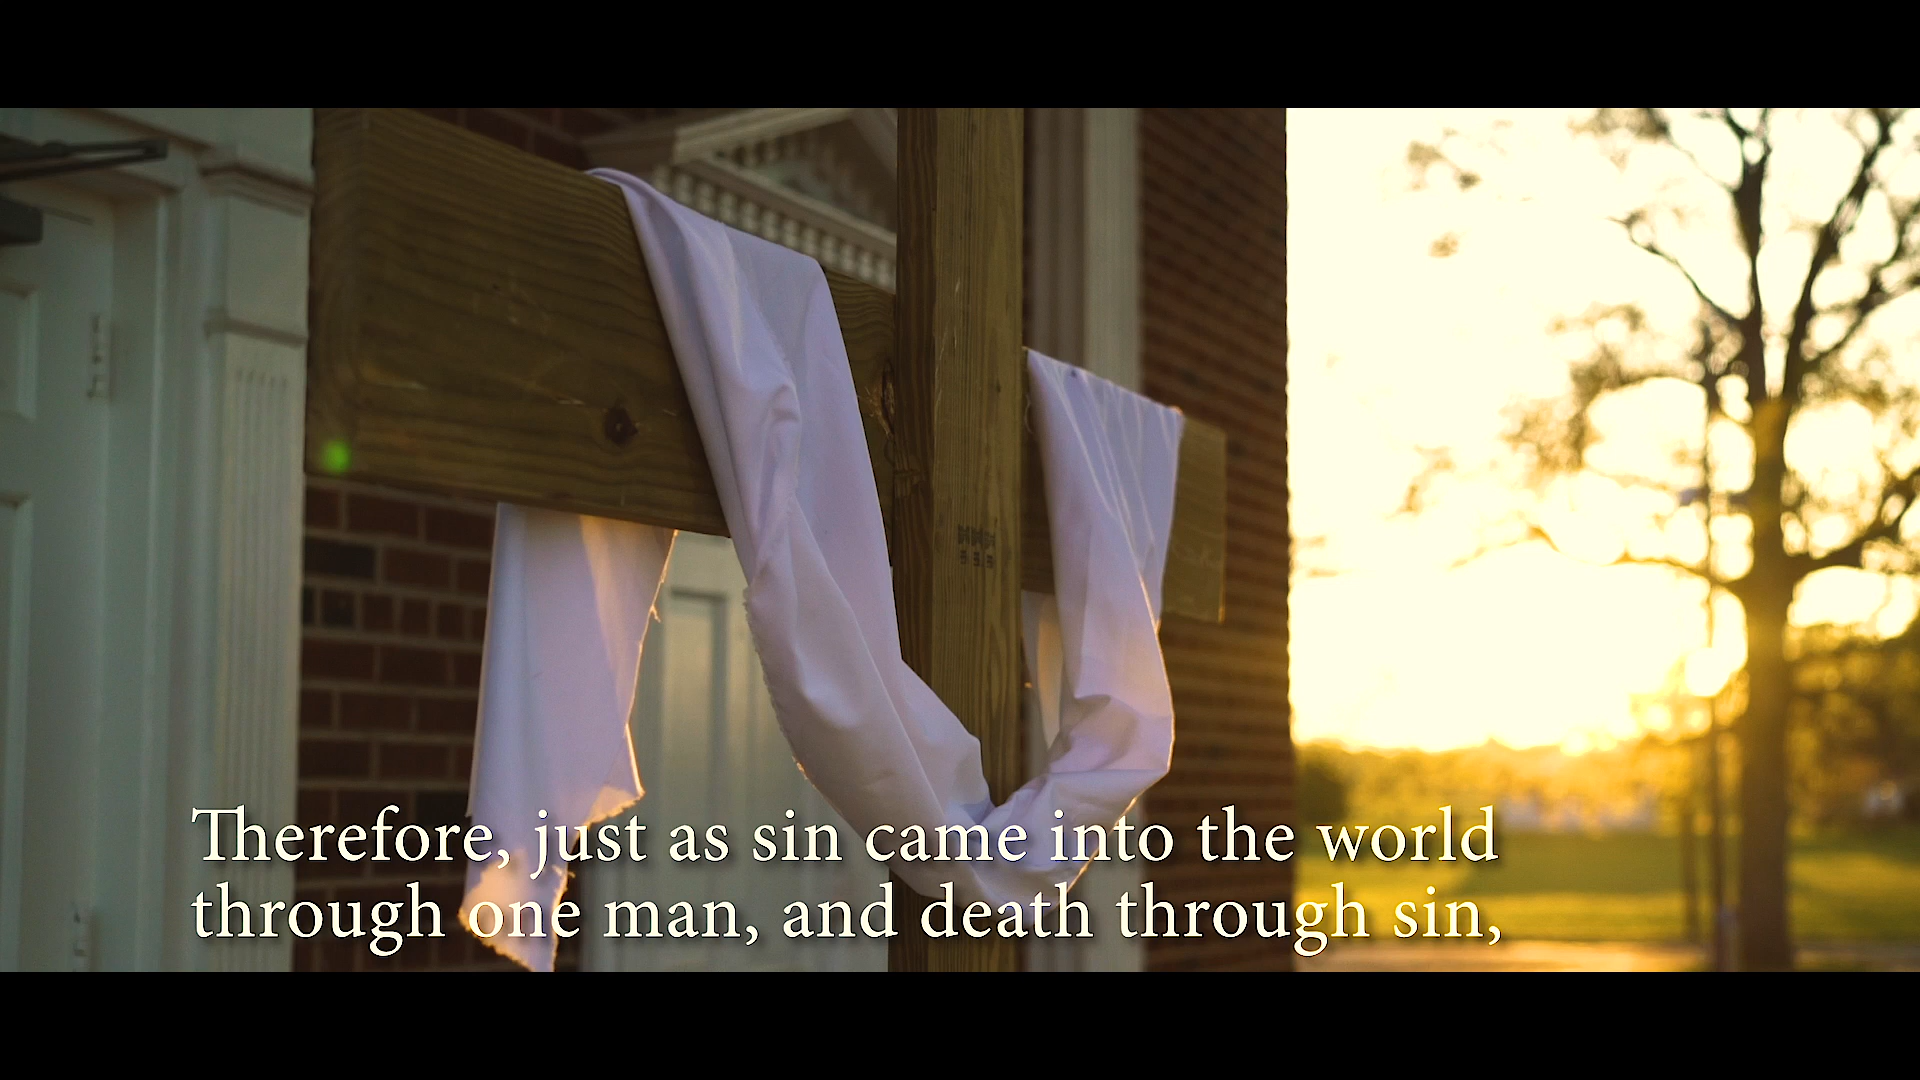 Therefore, just as sin came into the world
through one man, and death through sin,